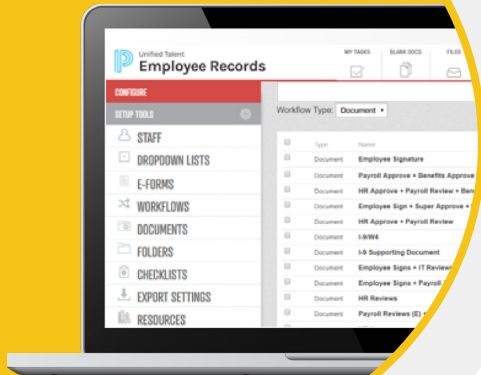 Unified Talent
Employee Records
MY TASKS
BLANK DOCS
FILES
CONFIGURE
SETUP TOOLS
STAFF
DROPDOWN LISTS
E-FORMS
WORKFLOWS
DOCUMENTS
FOLDERS
CHECKLISTS
EXPORT SETTINGS
RESOURCES
Workflow Type: Document
Type Name
Document Employee Signature
Document Payroll Approve + Benefits Approve
Document HR Approve + Payroll Review +
Document Employee Sign + Super Approve +
Document HR Approve + Payroll Review
Document I-9/W4
Document I-9 Supporting Document
Document Employee Signs + IT Review
Document Employee Signs + Payroll
Document HR Reviews
Document Payroll Reviews (E) +